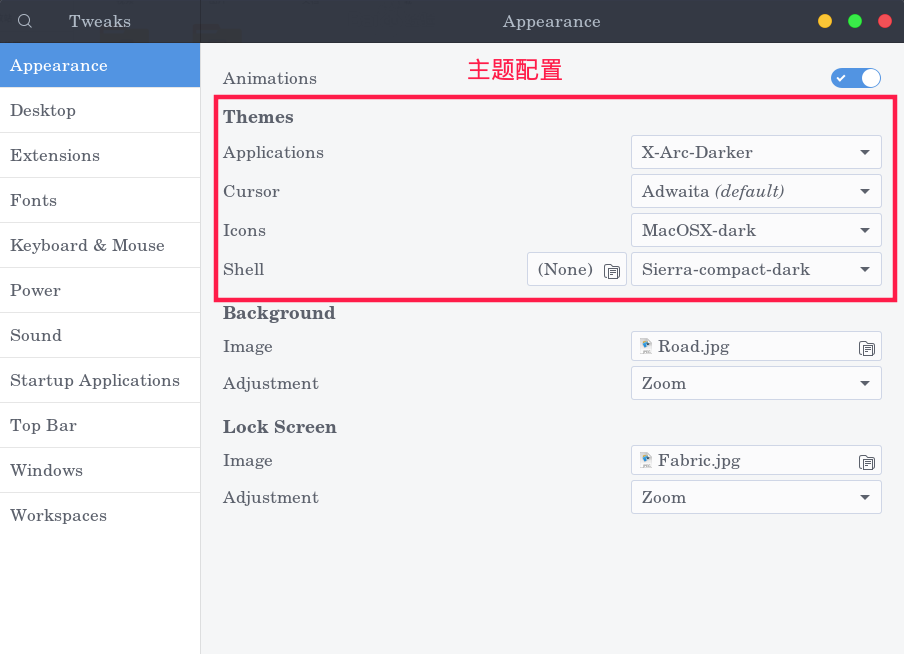 Tweaks
Appearance
Appearance
Desktop
Extensions
Fonts
Keyboard & Mouse
Power
Sound
Startup Applications
Top Bar
Windows
Workspaces
主题配置
Animations
Themes
Applications X-Arc-Darker
Cursor Adwaita (default)
Icons MacOSX-dark
Shell (None) Sierra-compact-dark
Background
Image Road.jpg
Adjustment Zoom
Lock Screen
Image Fabric.jpg
Adjustment Zoom